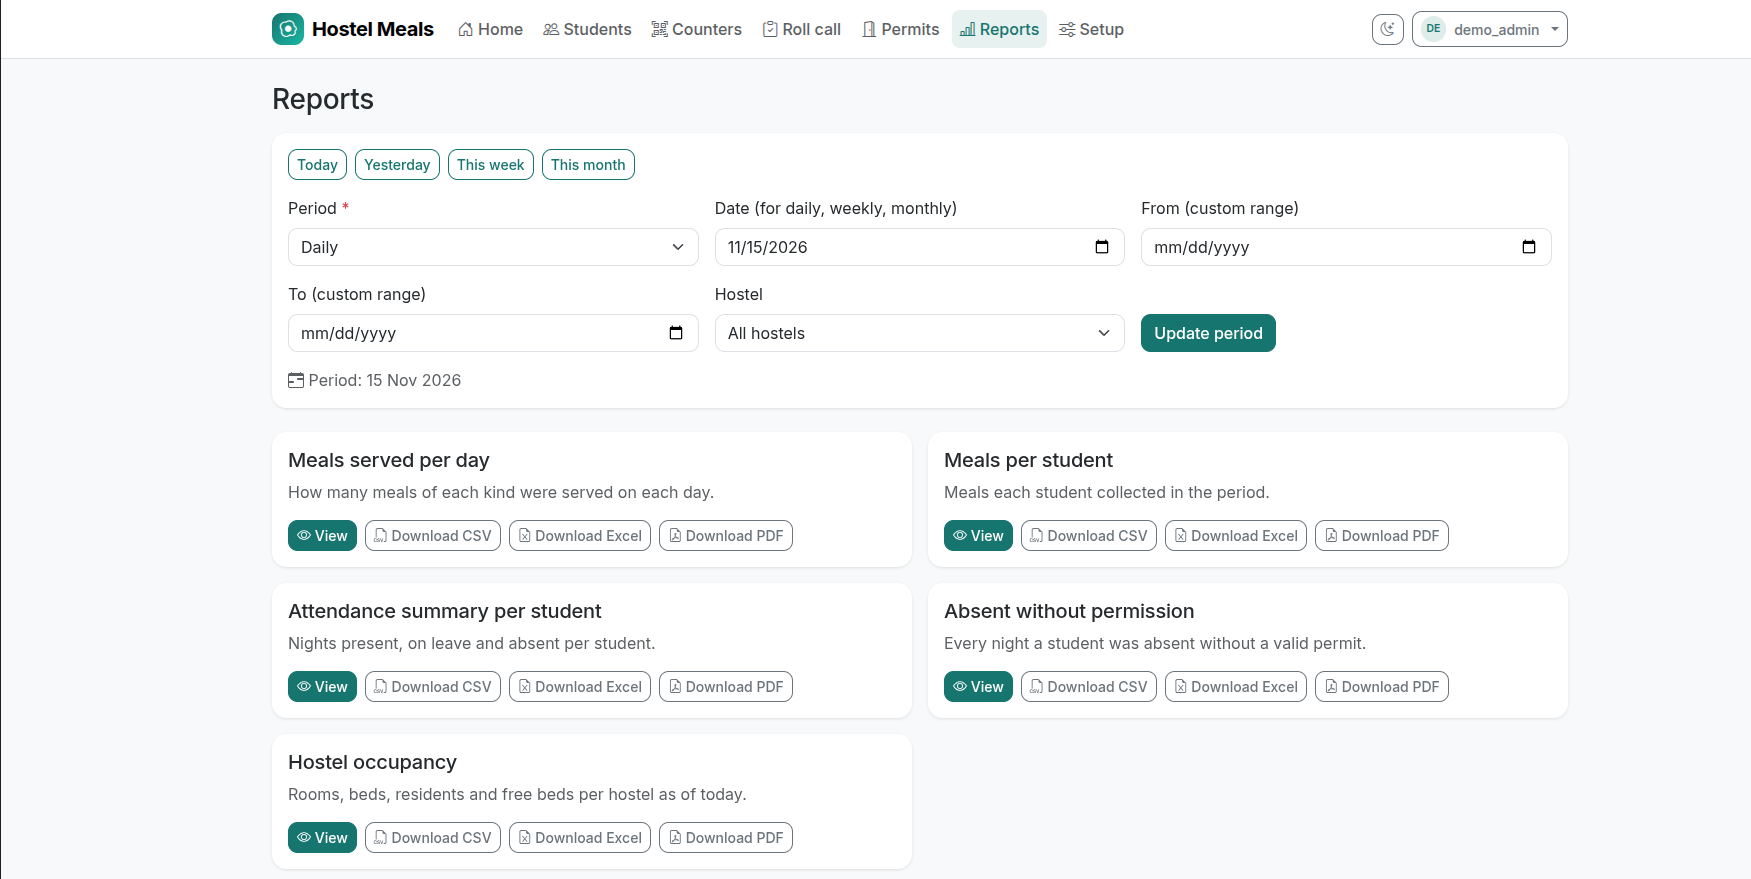 Hostel Meals Home Students Counters Roll call Permits Reports Setup DE demo_admin
Reports
Today Yesterday This week This month
Period * Date (for daily, weekly, monthly) From (custom range)
Daily 11/15/2026 mm/dd/yyyy
To (custom range) Hostel
mm/dd/yyyy All hostels Update period
Period: 15 Nov 2026
Meals served per day
How many meals of each kind were served on each day.
View Download CSV Download Excel Download PDF
Meals per student
Meals each student collected in the period.
View Download CSV Download Excel Download PDF
Attendance summary per student
Nights present, on leave and absent per student.
View Download CSV Download Excel Download PDF
Absent without permission
Every night a student was absent without a valid permit.
View Download CSV Download Excel Download PDF
Hostel occupancy
Rooms, beds, residents and free beds per hostel as of today.
View Download CSV Download Excel Download PDF